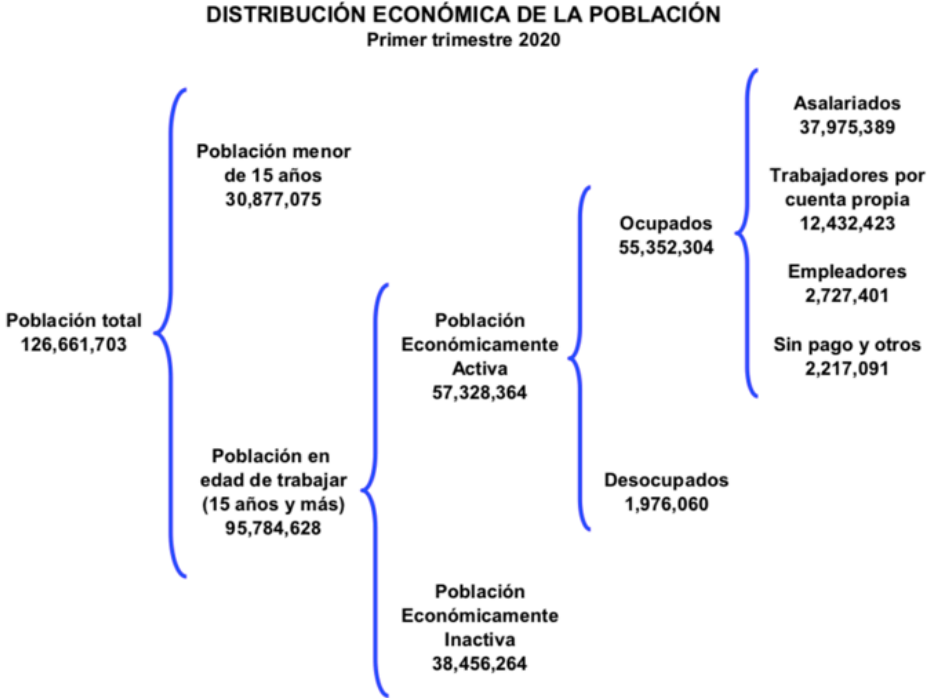 DISTRIBUCIÓN ECONÓMICA DE LA POBLACIÓN
Primer trimestre 2020
Población total
126,661,703
Población menor
de 15 años
30,877,075
Población en
edad de trabajar
(15 años y más)
95,784,628
Población
Económicamente
Activa
57,328,364
Población
Económicamente
Inactiva
38,456,264
Ocupados
55,352,304
Desocupados
1,976,060
Asalariados
37,975,389
Trabajadores por
cuenta propia
12,432,423
Empleadores
2,727,401
Sin pago y otros
2,217,091